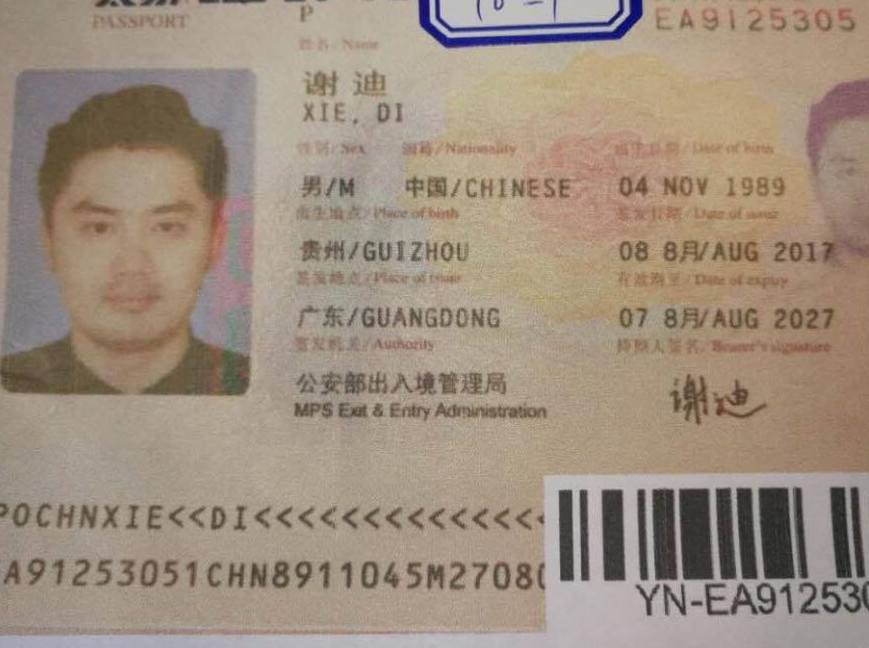 PASSPORT
P
EA9125305
姓名/Name
谢 迪
XIE, DI
性别/Sex 国籍/Nationality 出生日期/Date of birth
男/M 中国/CHINESE 04 NOV 1989
出生地点/Place of birth 签发日期/Date of issue
贵州/GUIZHOU 08 8月/AUG 2017
签发地点/Place of issue 有效期至/Date of expiry
广东/GUANGDONG 07 8月/AUG 2027
签发机关/Authority 持照人签名/Bearer's signature
公安部出入境管理局
MPS Exit & Entry Administration
谢迪
POCHNXIE<<DI<<<<<<<<<<<<<<<
A91253051CHN8911045M2708
YN-EA912530